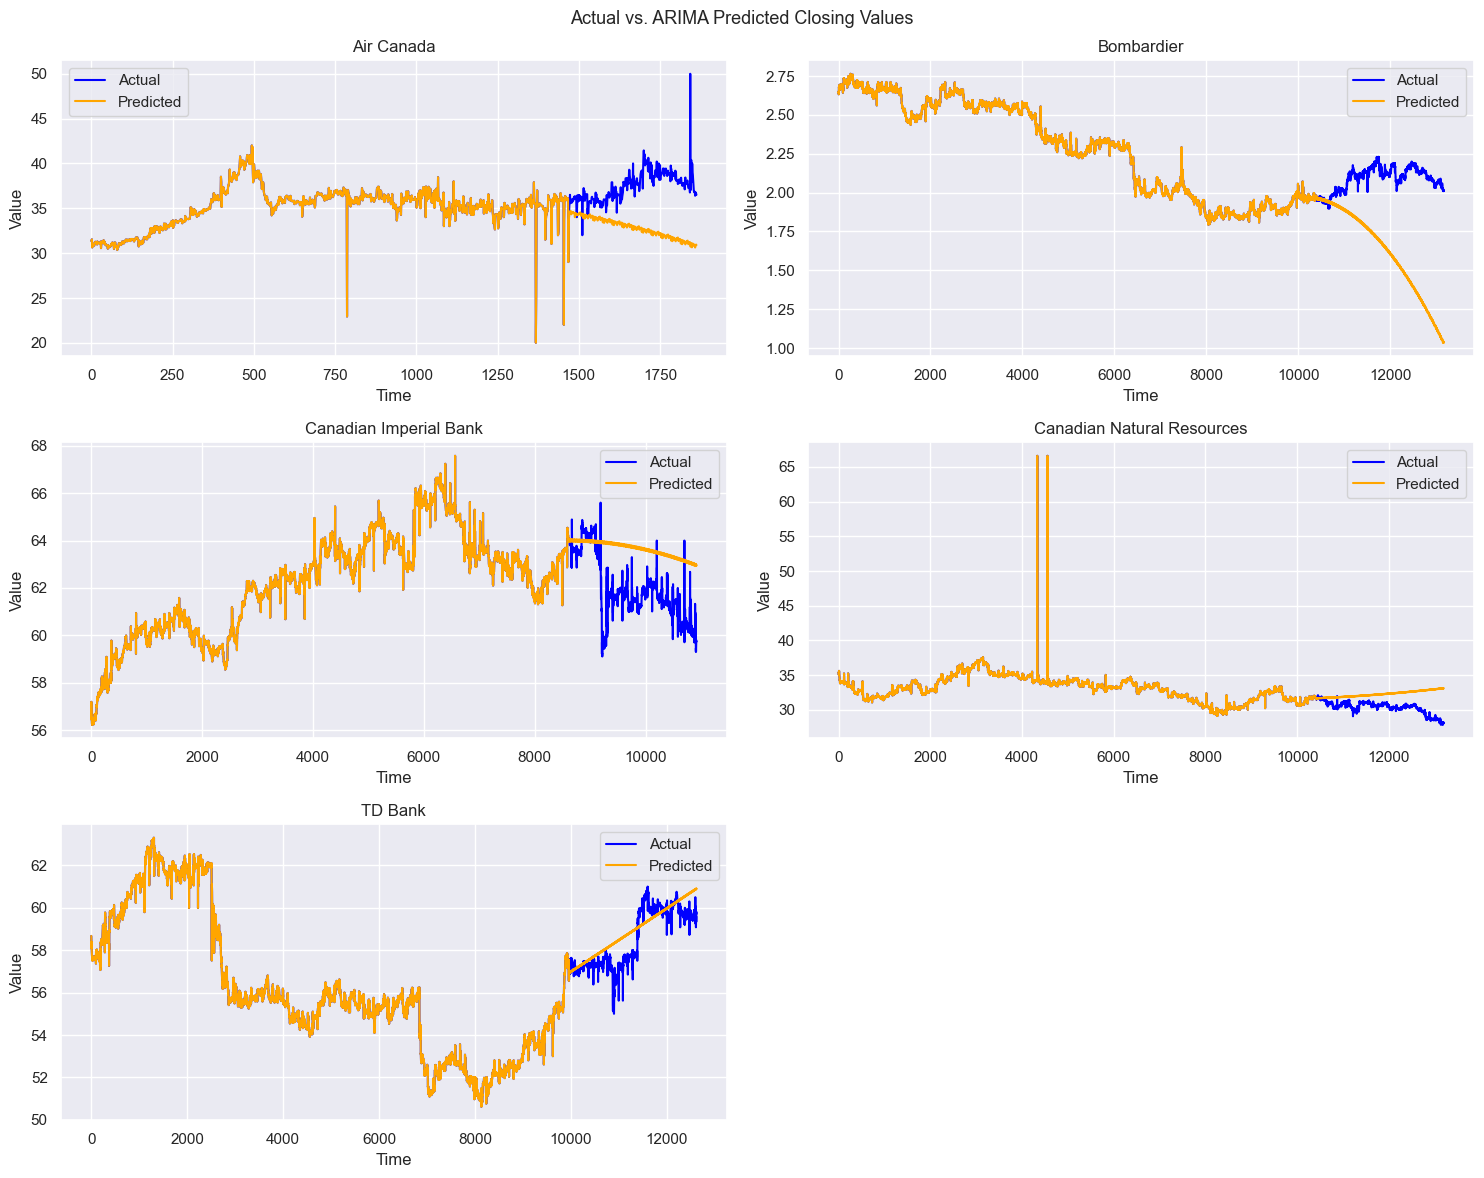 Actual vs. ARIMA Predicted Closing Values
Air Canada
Actual
Predicted
Value
50
45
40
35
30
25
20
0 250 500 750 1000 1250 1500 1750
Time
Bombardier
Actual
Predicted
Value
2.75
2.50
2.25
2.00
1.75
1.50
1.25
1.00
0 2000 4000 6000 8000 10000 12000
Time
Canadian Imperial Bank
Actual
Predicted
Value
68
66
64
62
60
58
56
0 2000 4000 6000 8000 10000
Time
Canadian Natural Resources
Actual
Predicted
Value
65
60
55
50
45
40
35
30
0 2000 4000 6000 8000 10000 12000
Time
TD Bank
Actual
Predicted
Value
62
60
58
56
54
52
50
0 2000 4000 6000 8000 10000 12000
Time